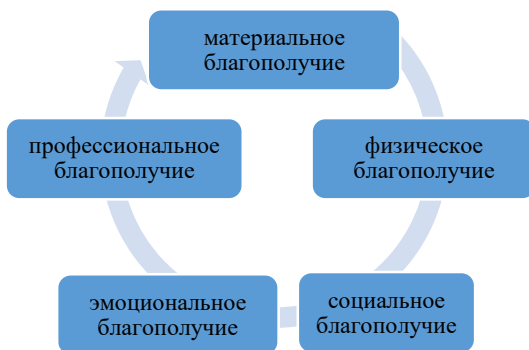 материальное
благополучие
физическое
благополучие
социальное
благополучие
эмоциональное
благополучие
профессиональное
благополучие